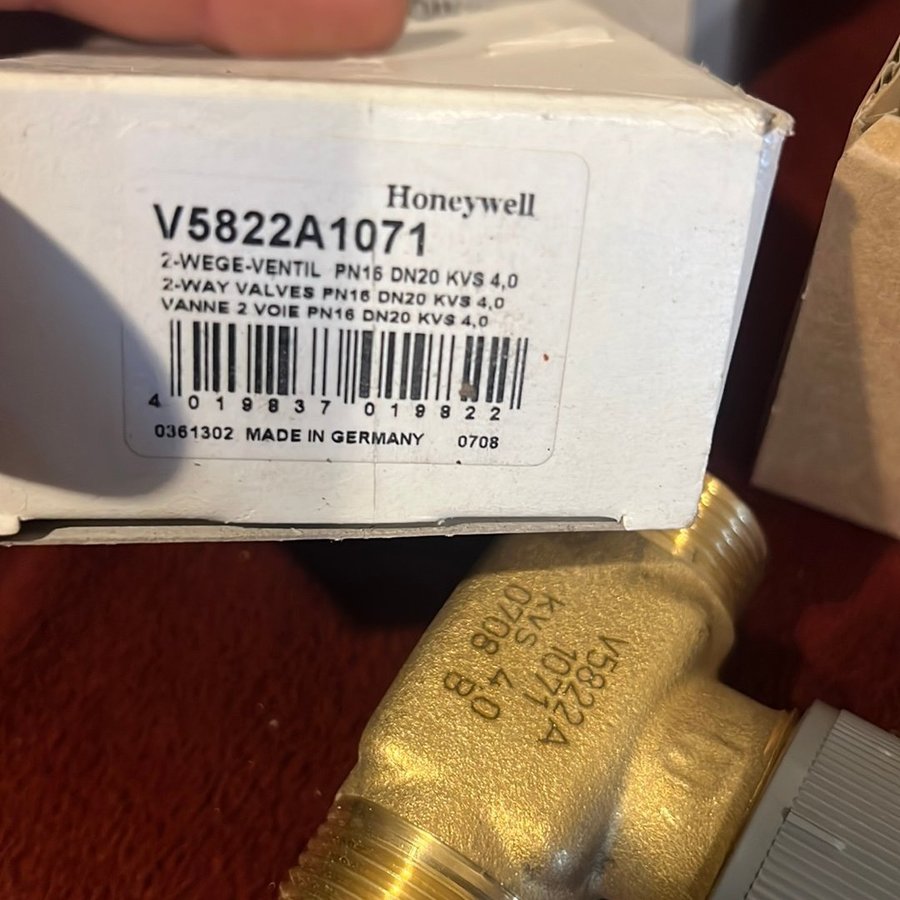 Honeywell
V5822A1071
2-WEGE-VENTIL PN16 DN20 KVS 4,0
2-WAY VALVES PN16 DN20 KVS 4,0
VANNE 2 VOIE PN16 DN20 KVS 4,0
4 019837 019822
0361302 MADE IN GERMANY 0708
V5822A
1071
KVS 4.0
0708 B